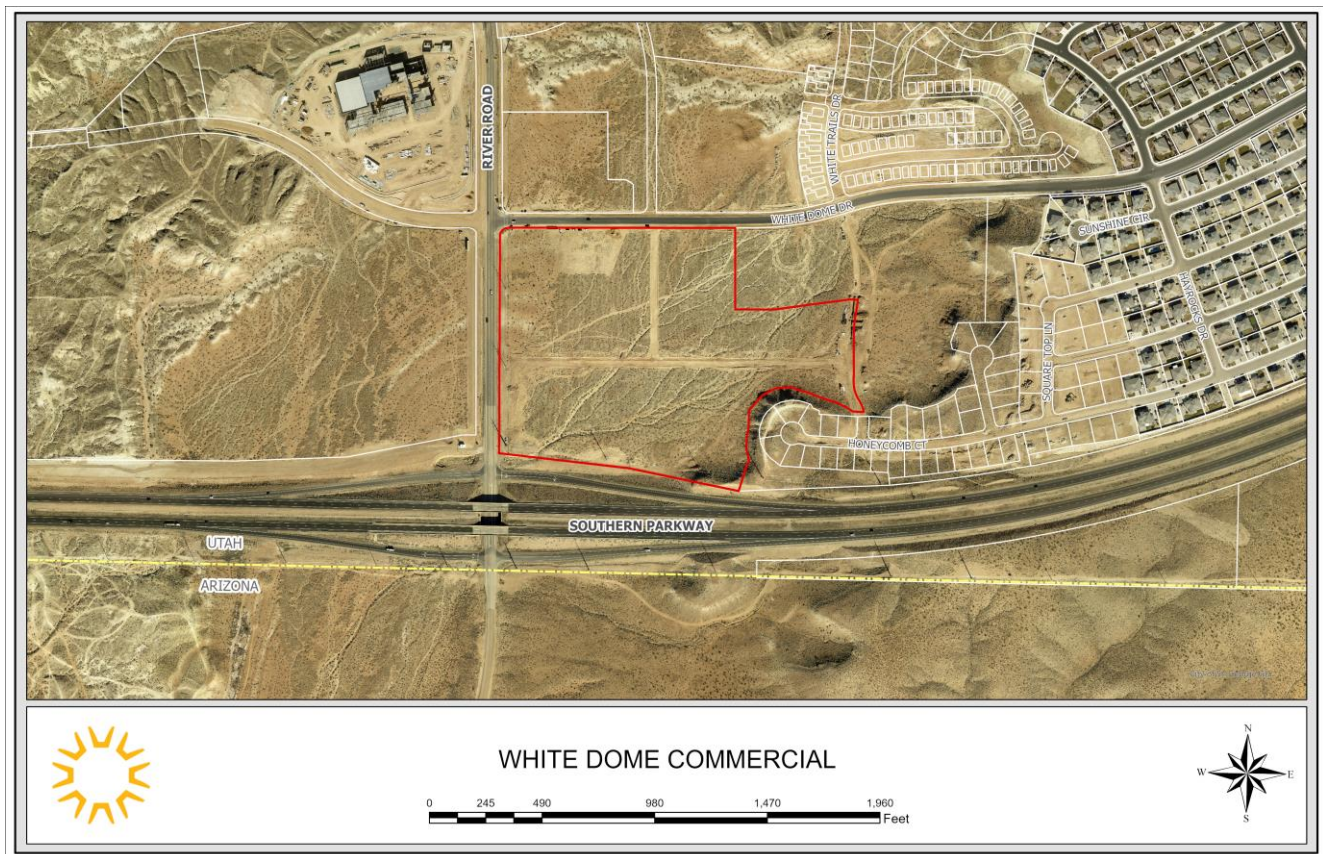 RIVER ROAD
WHITE TRAILS DR
WHITE DOME DR
SUNSHINE CIR
HAYROCKS DR
SQUARE TOP LN
HONEYCOMB CT
SOUTHERN PARKWAY
UTAH
ARIZONA
WHITE DOME COMMERCIAL
0 245 490 980 1,470 1,960
Feet
N
W E
S